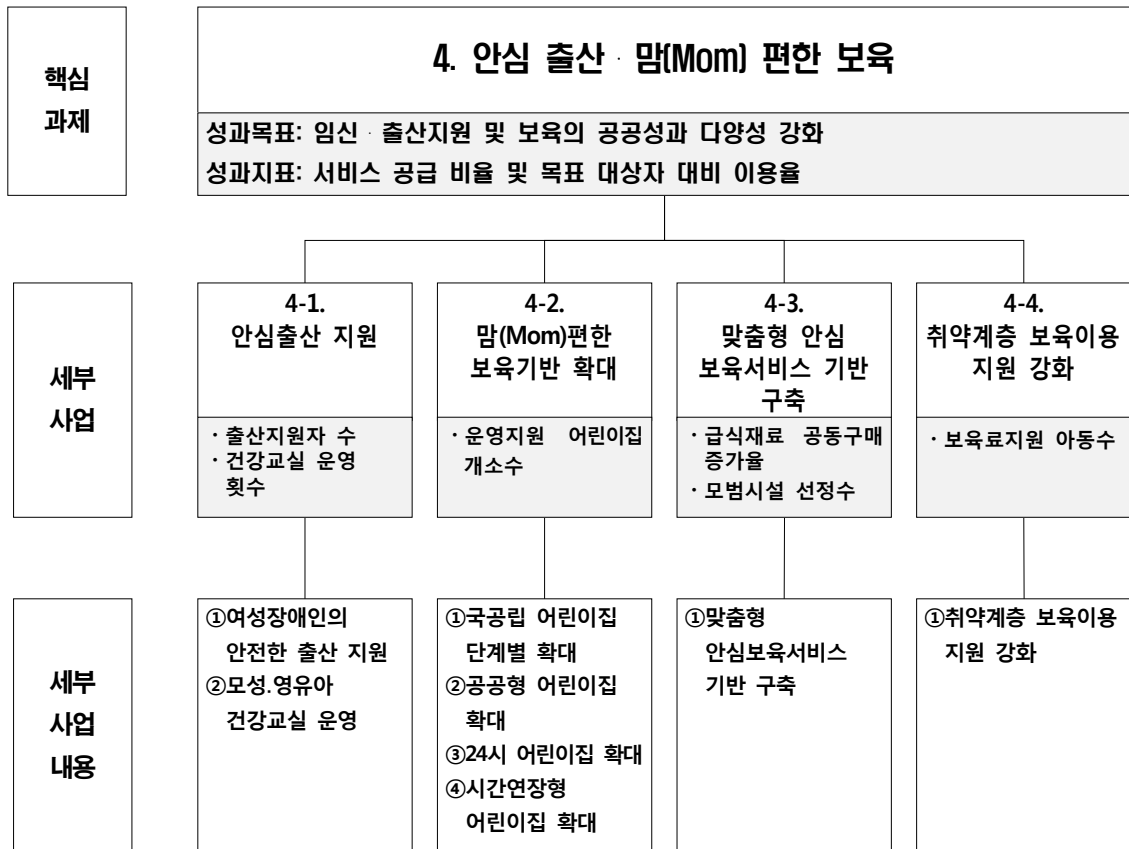 핵심
과제
4. 안심 출산 · 맘(Mom) 편한 보육
성과목표: 임신 · 출산지원 및 보육의 공공성과 다양성 강화
성과지표: 서비스 공급 비율 및 목표 대상자 대비 이용율
세부
사업
4-1.
안심출산 지원
· 출산지원자 수
· 건강교실 운영
횟수
4-2.
맘(Mom)편한
보육기반 확대
· 운영지원 어린이집
개소수
4-3.
맞춤형 안심
보육서비스 기반
구축
· 급식재료 공동구매
증가율
· 모범시설 선정수
4-4.
취약계층 보육이용
지원 강화
· 보육료지원 아동수
세부
사업
내용
①여성장애인의
안전한 출산 지원
②모성.영유아
건강교실 운영
①국공립 어린이집
단계별 확대
②공공형 어린이집
확대
③24시 어린이집 확대
④시간연장형
어린이집 확대
①맞춤형
안심보육서비스
기반 구축
①취약계층 보육이용
지원 강화